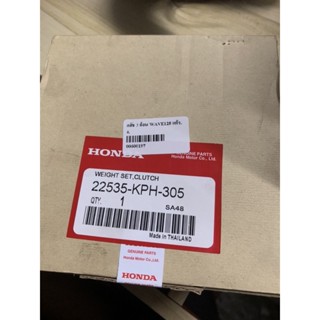 WAVE125
HONDA
GENUINE PARTS
Honda Motor Co., Ltd.
WEIGHT SET,CLUTCH
22535-KPH-305
QTY. 1
SA48
Made in THAILAND
GENUINE PARTS
Honda Motor Co., Ltd.
HONDA